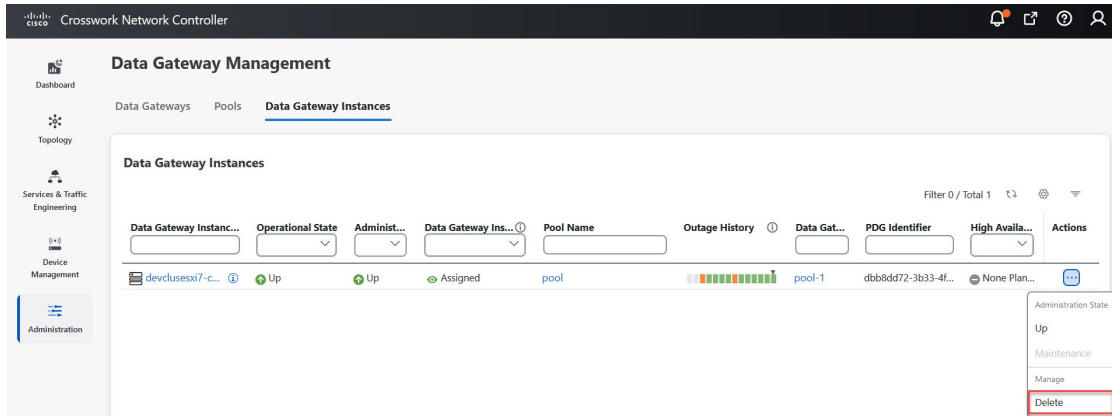 cisco Crosswork Network Controller
Data Gateway Management
Dashboard
Data Gateways Pools Data Gateway Instances
Topology
Data Gateway Instances
Services & Traffic
Engineering
Filter 0 / Total 1
Data Gateway Instanc... Operational State Administ... Data Gateway Ins... Pool Name Outage History Data Gat... PDG Identifier High Availa... Actions
Device
Management
devclusesxi7-c... Up Up Assigned pool pool-1 dbb8dd72-3b33-4f... None Plan...
Administration
Administration State
Up
Maintenance
Manage
Delete